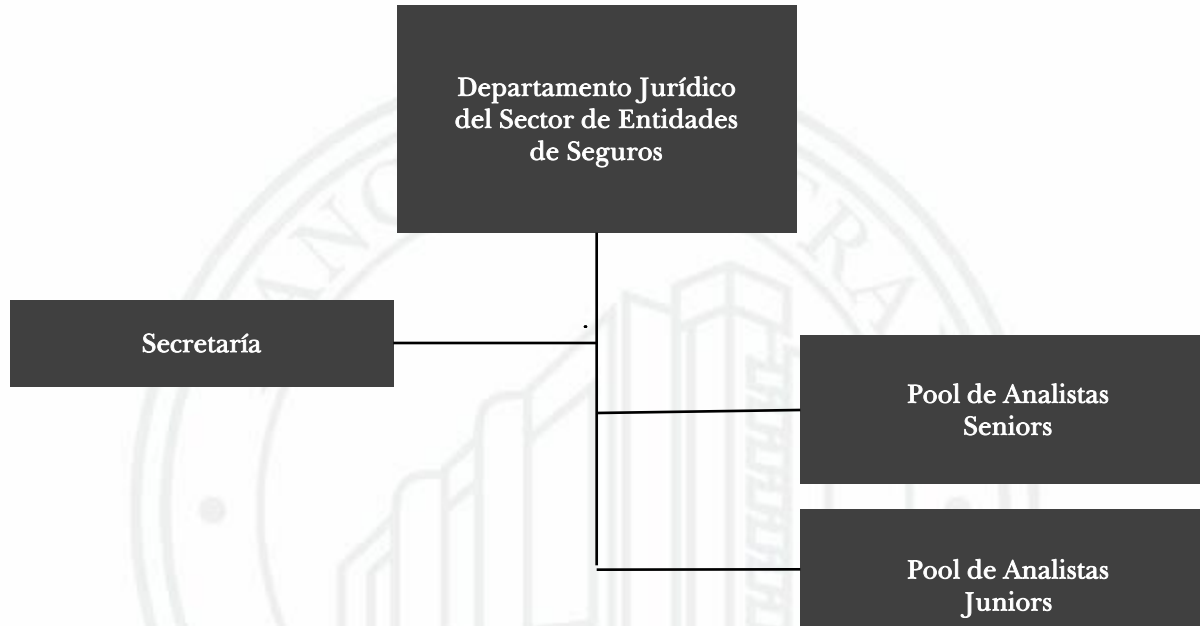 Departamento Jurídico
del Sector de Entidades
de Seguros
Secretaría
Pool de Analistas
Seniors
Pool de Analistas
Juniors